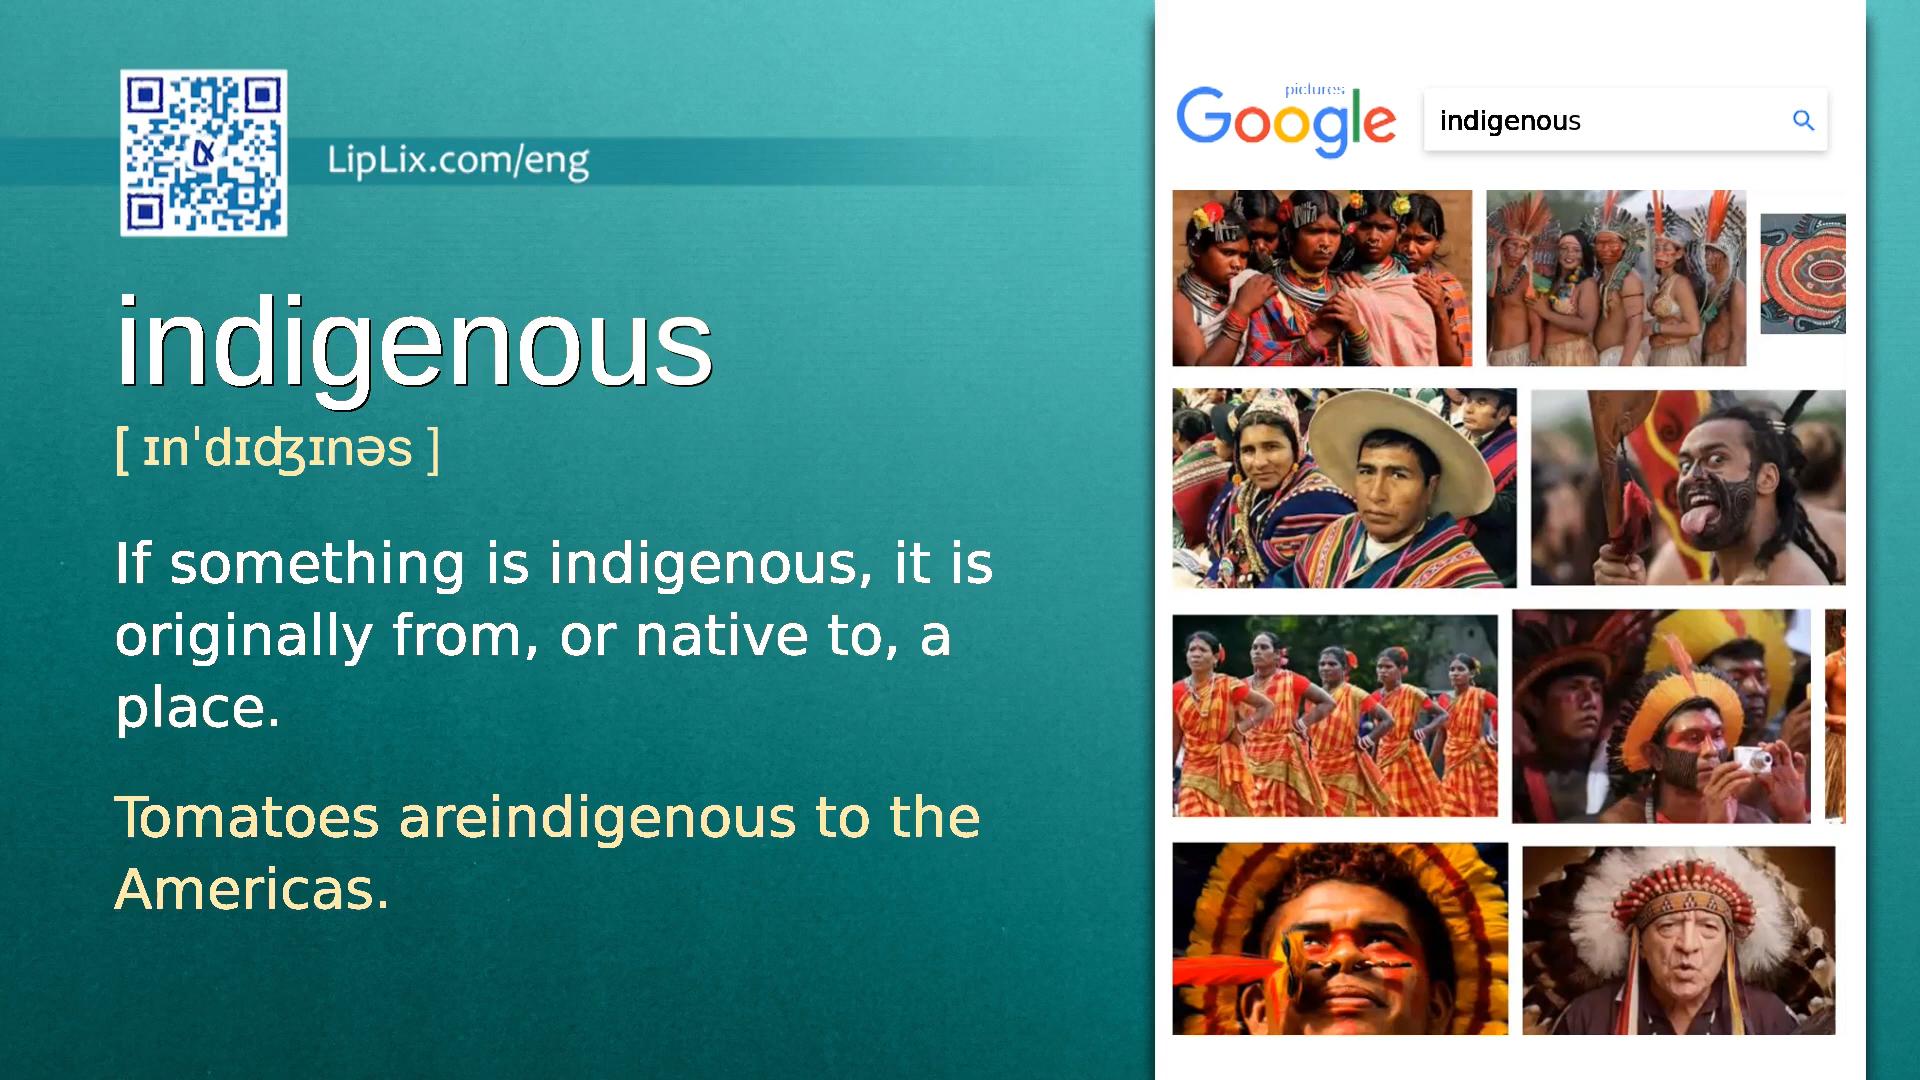 LipLix.com/eng
indigenous
[ ɪnˈdɪʤɪnəs ]
If something is indigenous, it is
originally from, or native to, a
place.
Tomatoes areindigenous to the
Americas.
pictures
Google
indigenous